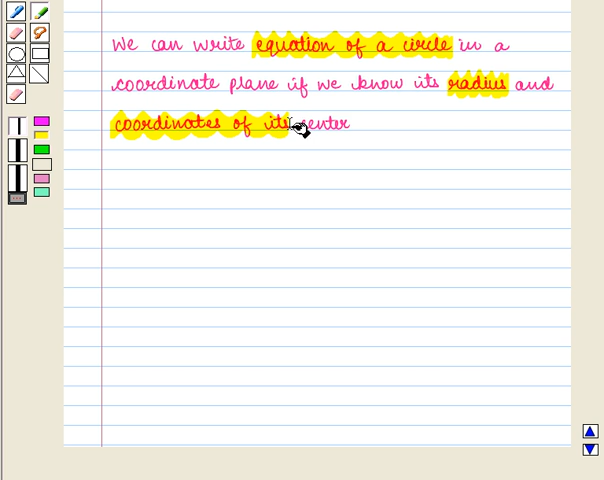 We can write equation of a circle in a
coordinate plane if we know its radius and
coordinates of its center